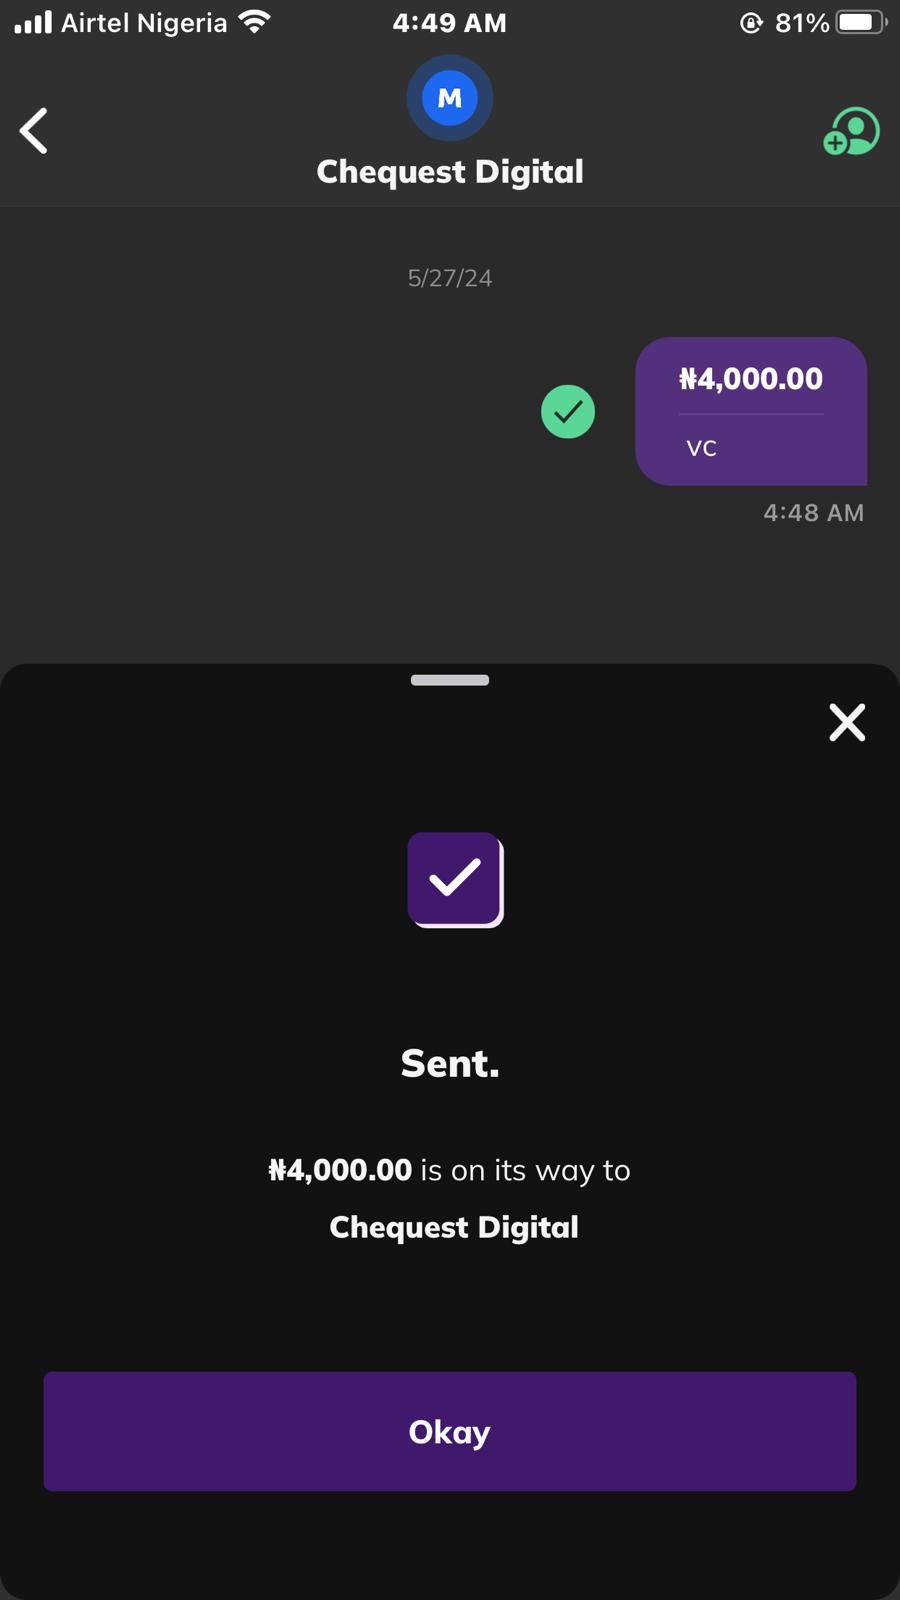 Airtel Nigeria 4:49 AM 81%
M
Chequest Digital
5/27/24
₦4,000.00
VC
4:48 AM
Sent.
₦4,000.00 is on its way to
Chequest Digital
Okay